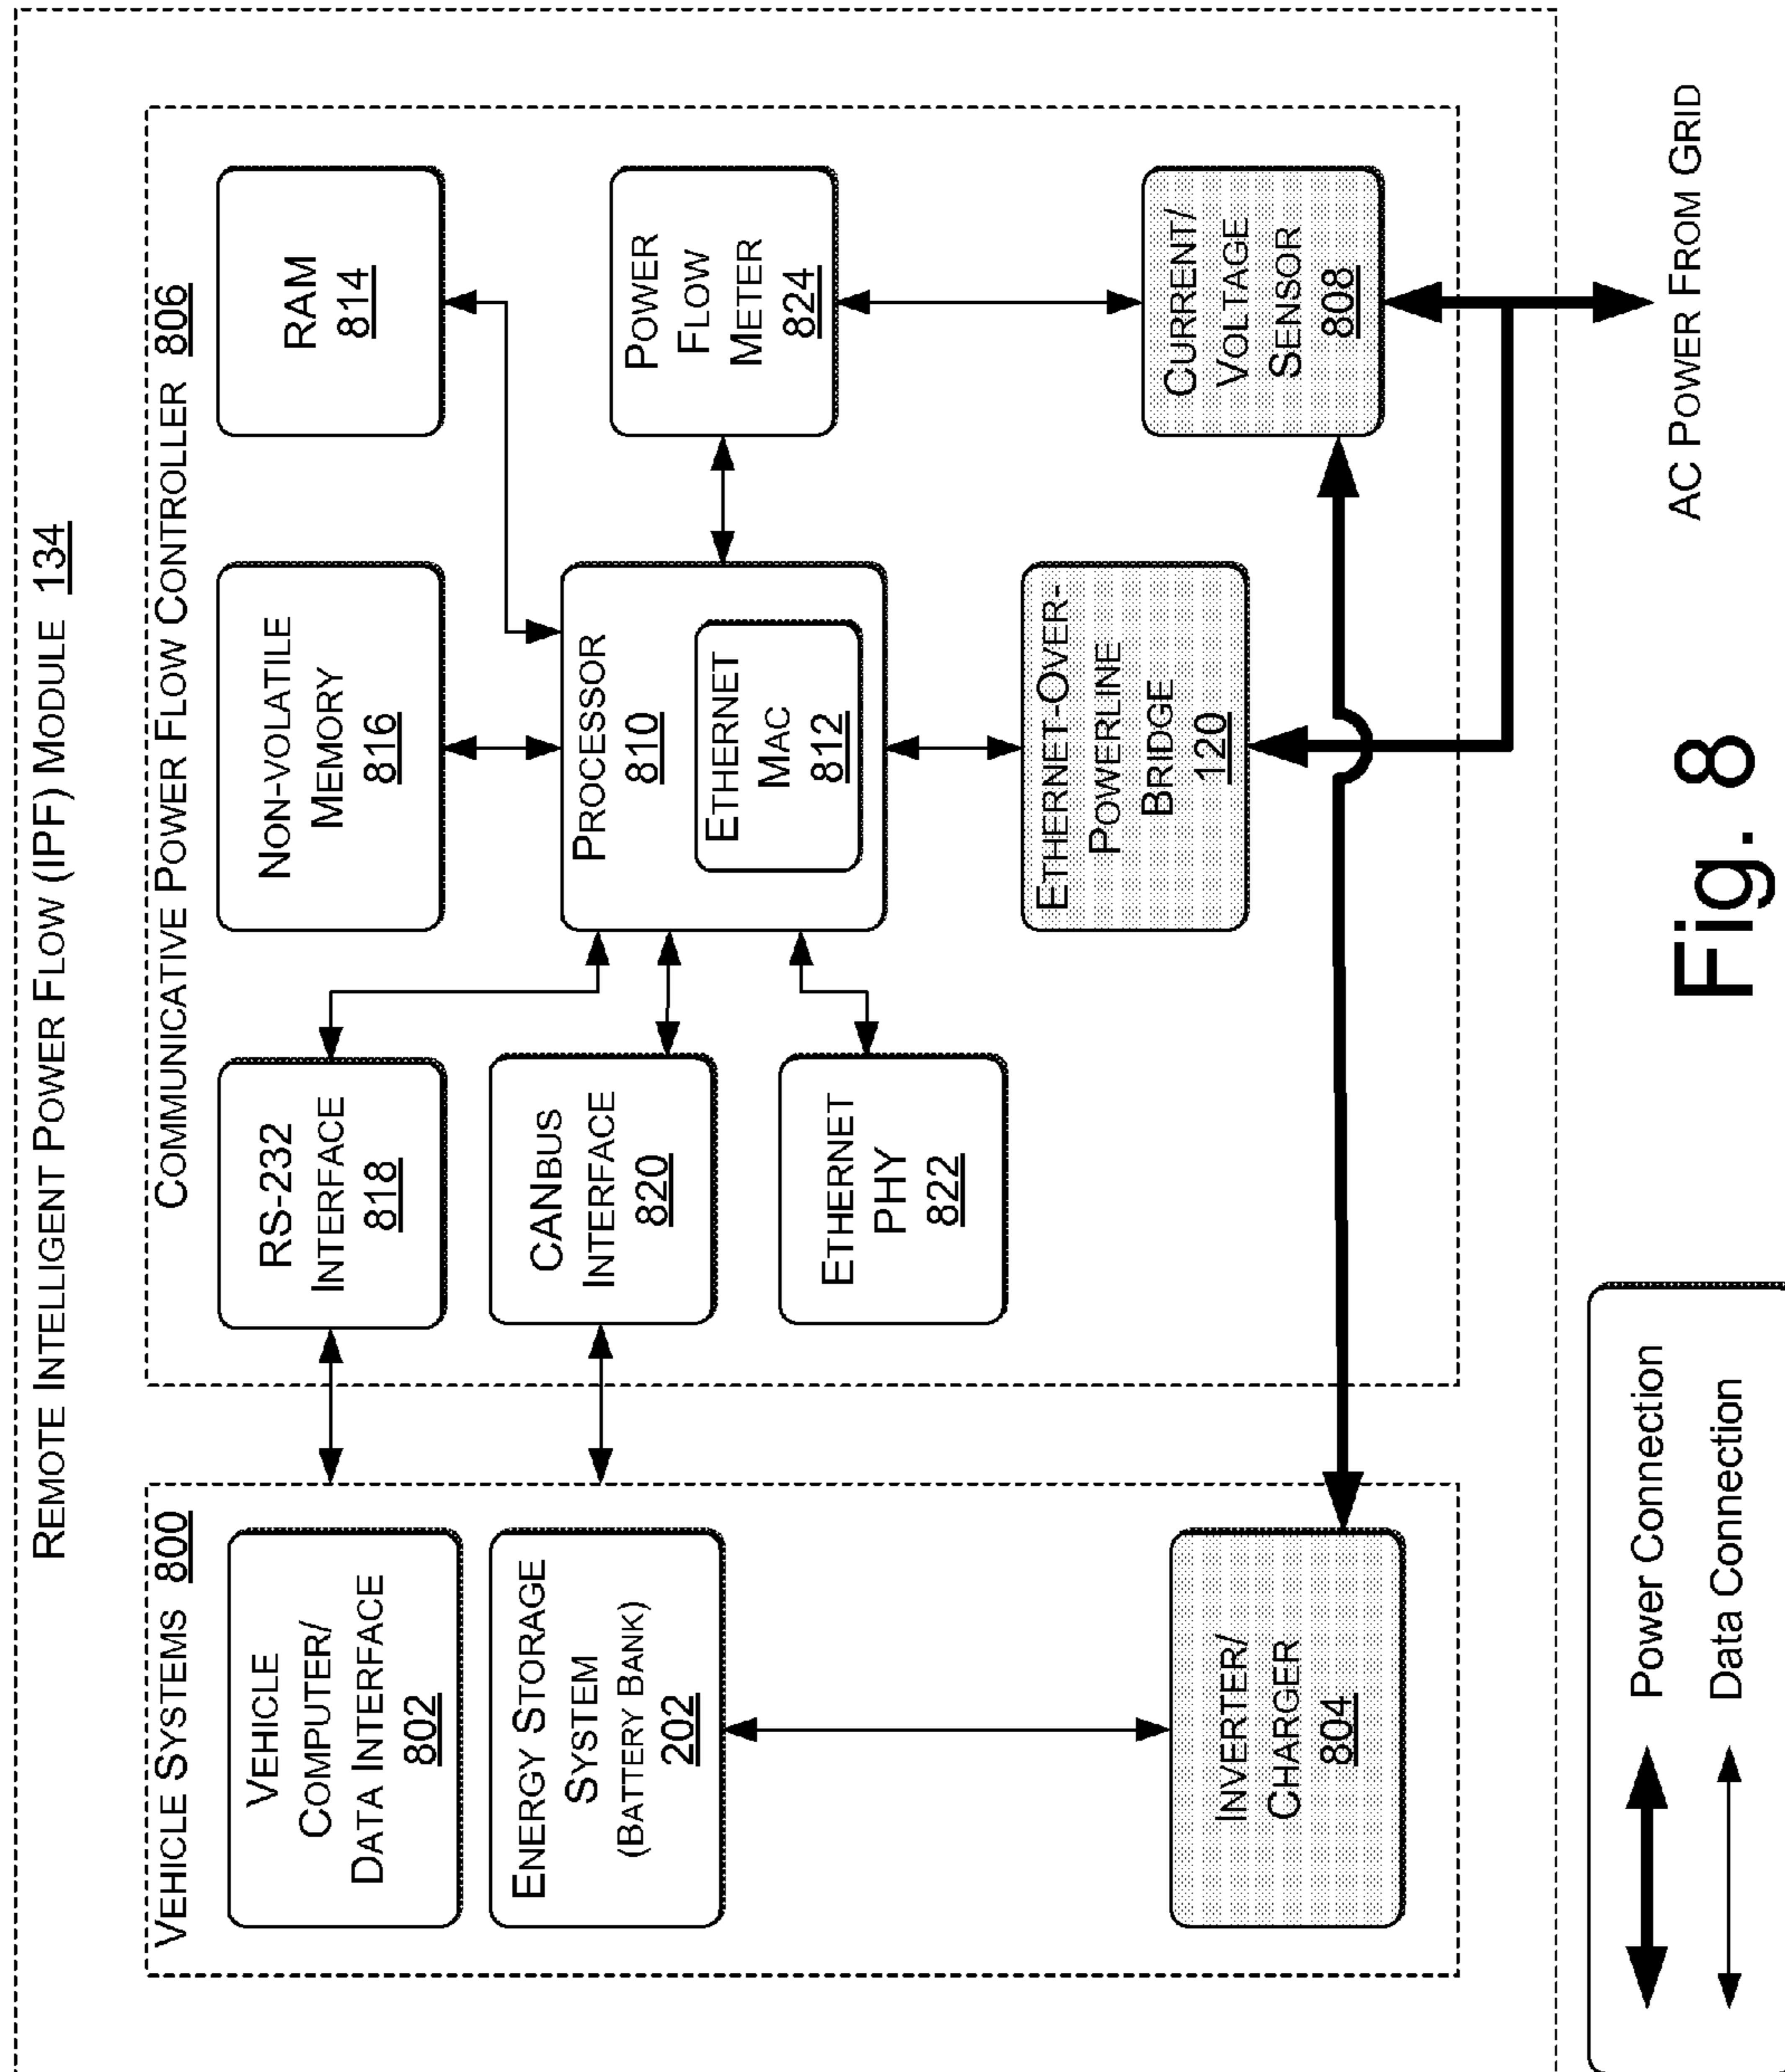 REMOTE INTELLIGENT POWER FLOW (IPF) MODULE 134
VEHICLE SYSTEMS 800
VEHICLE
COMPUTER/
DATA INTERFACE
802
ENERGY STORAGE
SYSTEM
(BATTERY BANK)
202
INVERTER/
CHARGER
804
COMMUNICATIVE POWER FLOW CONTROLLER 806
RS-232
INTERFACE
818
CANBUS
INTERFACE
820
ETHERNET
PHY
822
NON-VOLATILE
MEMORY
816
PROCESSOR
810
ETHERNET
MAC
812
ETHERNET-OVER-
POWERLINE
BRIDGE
120
RAM
814
POWER
FLOW
METER
824
CURRENT/
VOLTAGE
SENSOR
808
AC POWER FROM GRID
Power Connection
Data Connection
Fig. 8